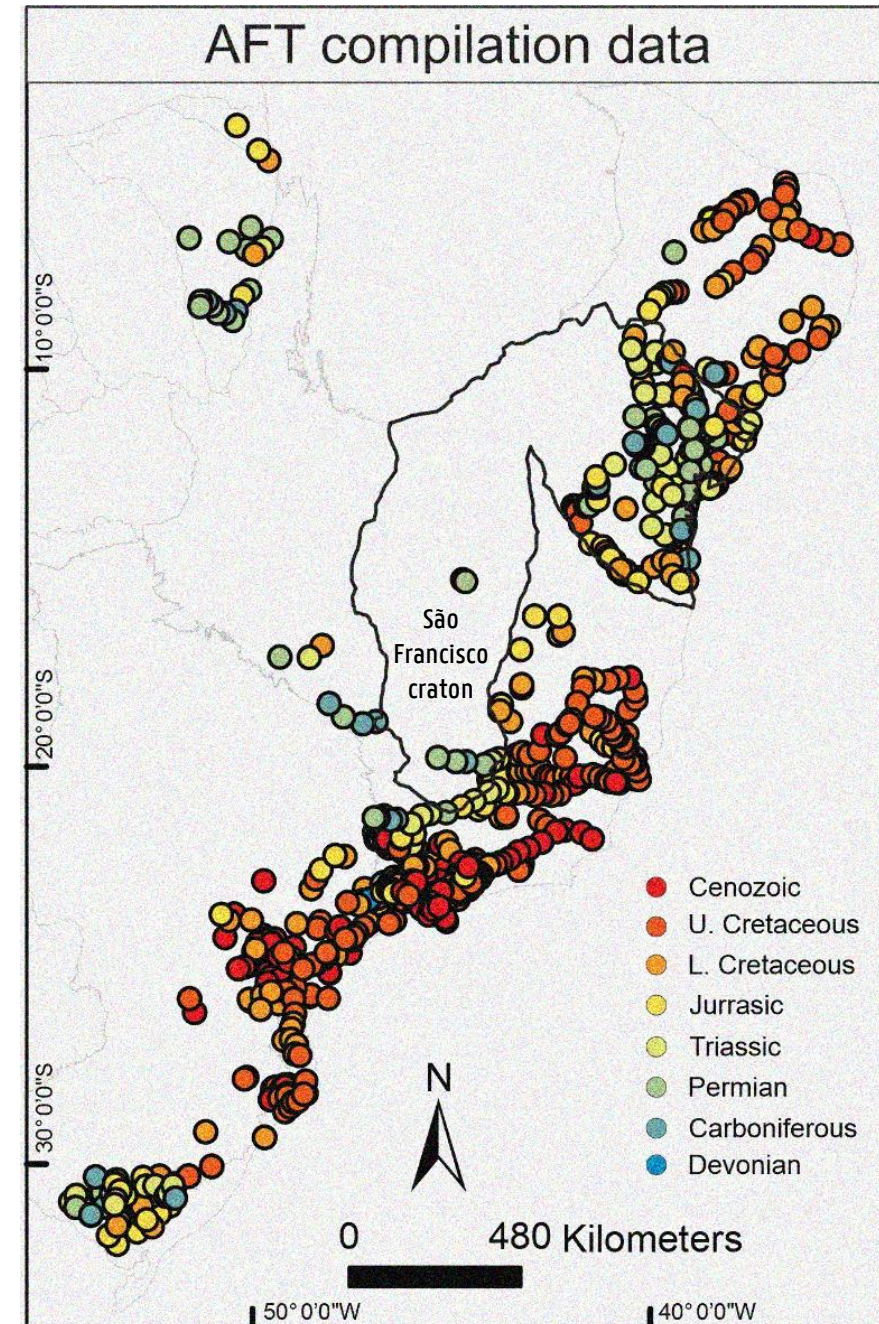 AFT compilation data
10° 0'0"S
São
Francisco
craton
20° 0'0"S
Cenozoic
U. Cretaceous
L. Cretaceous
Jurrasic
Triassic
Permian
Carboniferous
Devonian
N
30° 0'0"S
0 480 Kilometers
50° 0'0"W 40° 0'0"W